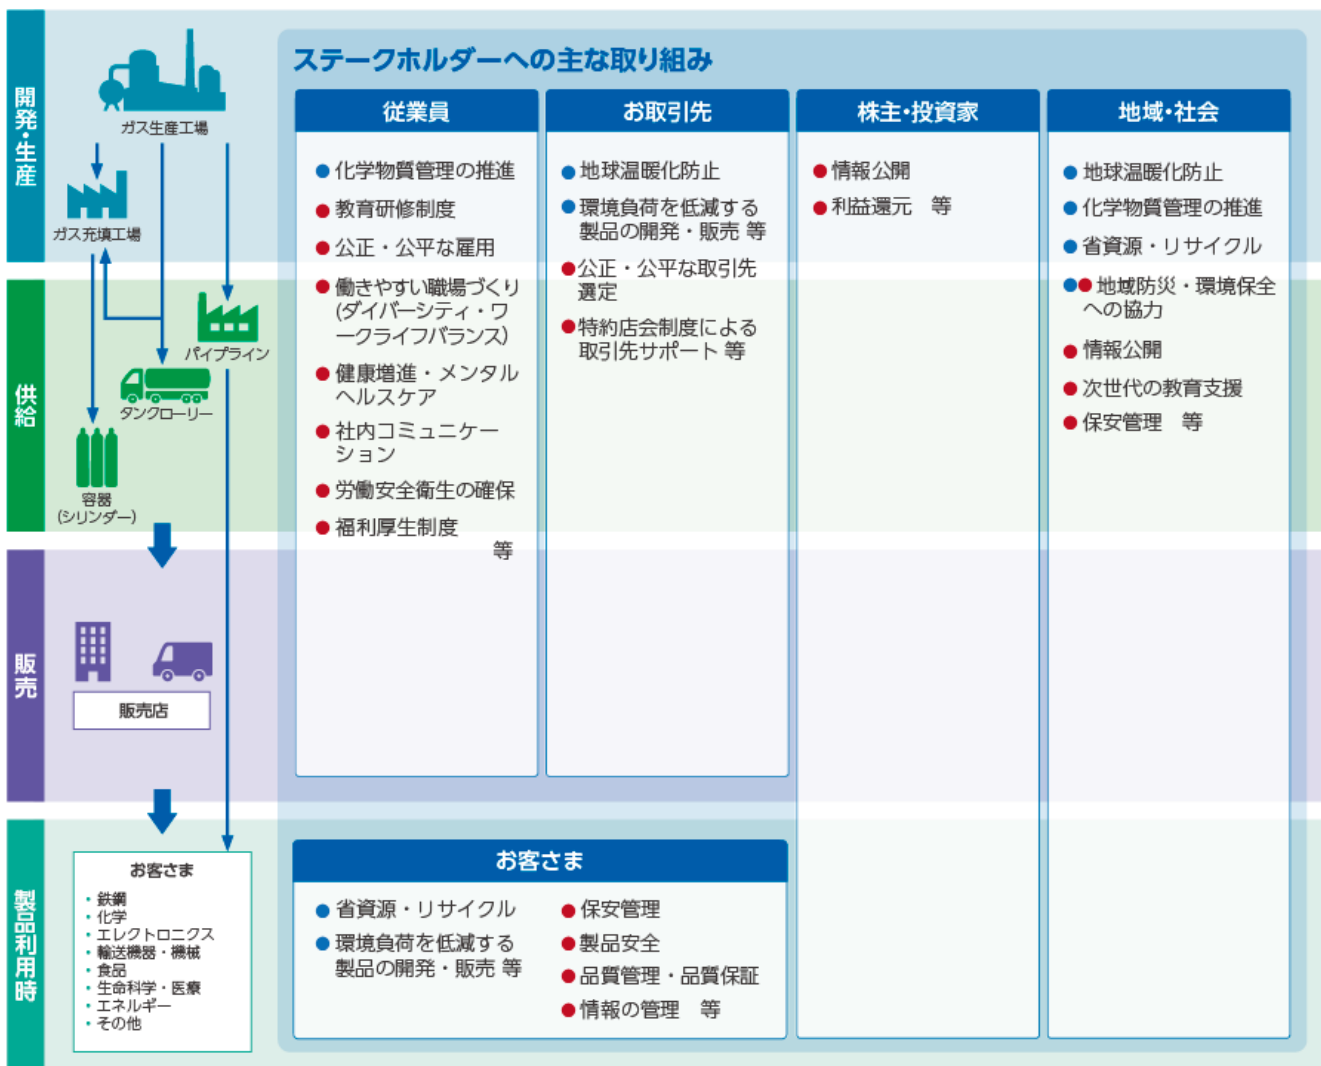 開発・生産
ガス生産工場
ガス充填工場
供給
パイプライン
タンクローリー
容器
(シリンダー)
販売
販売店
製品利用時
お客さま
・鉄鋼
・化学
・エレクトロニクス
・輸送機器・機械
・食品
・生命科学・医療
・エネルギー
・その他
ステークホルダーへの主な取り組み
従業員
●化学物質管理の推進
●教育研修制度
●公正・公平な雇用
●働きやすい職場づくり
(ダイバーシティ・ワ
ークライフバランス)
●健康増進・メンタル
ヘルスケア
●社内コミュニケー
ション
●労働安全衛生の確保
●福利厚生制度
等
お取引先
●地球温暖化防止
●環境負荷を低減する
製品の開発・販売 等
●公正・公平な取引先
選定
●特約店会制度による
取引先サポート 等
株主・投資家
●情報公開
●利益還元 等
地域・社会
●地球温暖化防止
●化学物質管理の推進
●省資源・リサイクル
●●地域防災・環境保全
への協力
●情報公開
●次世代の教育支援
●保安管理 等
お客さま
●省資源・リサイクル
●環境負荷を低減する
製品の開発・販売 等
●保安管理
●製品安全
●品質管理・品質保証
●情報の管理 等